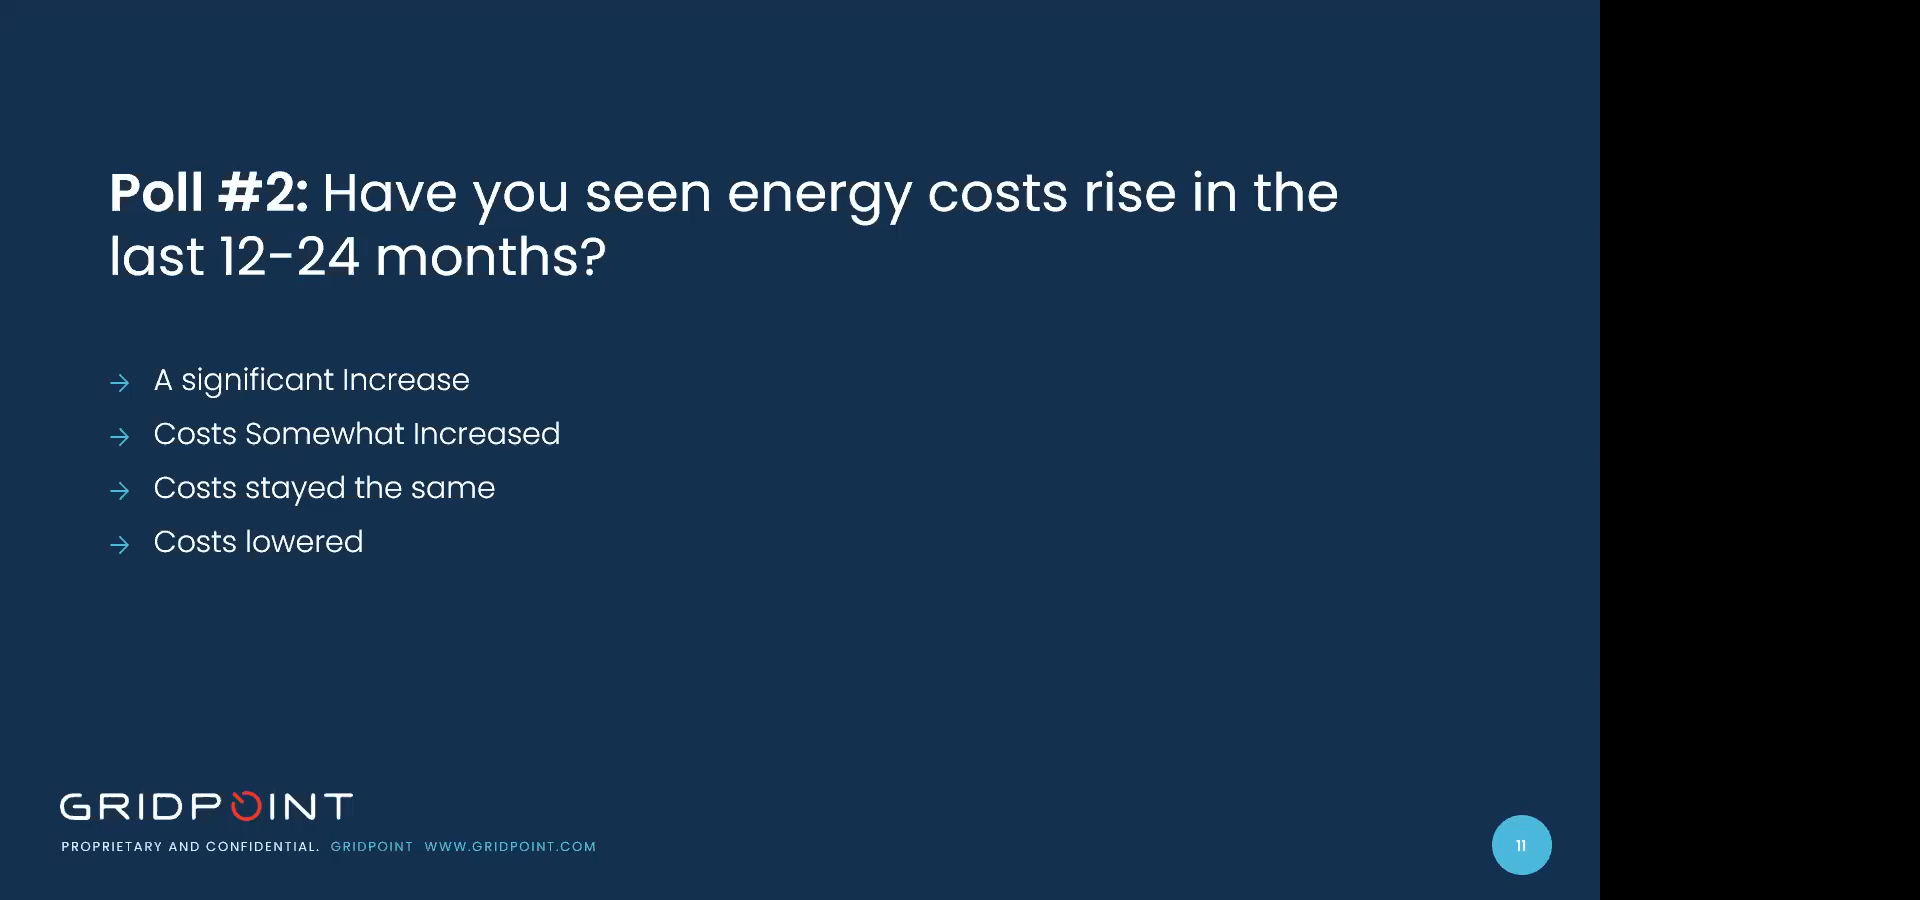 Poll #2: Have you seen energy costs rise in the
last 12-24 months?
→ A significant Increase
→ Costs Somewhat Increased
→ Costs stayed the same
→ Costs lowered
GRIDPOINT
PROPRIETARY AND CONFIDENTIAL. GRIDPOINT WWW.GRIDPOINT.COM
11